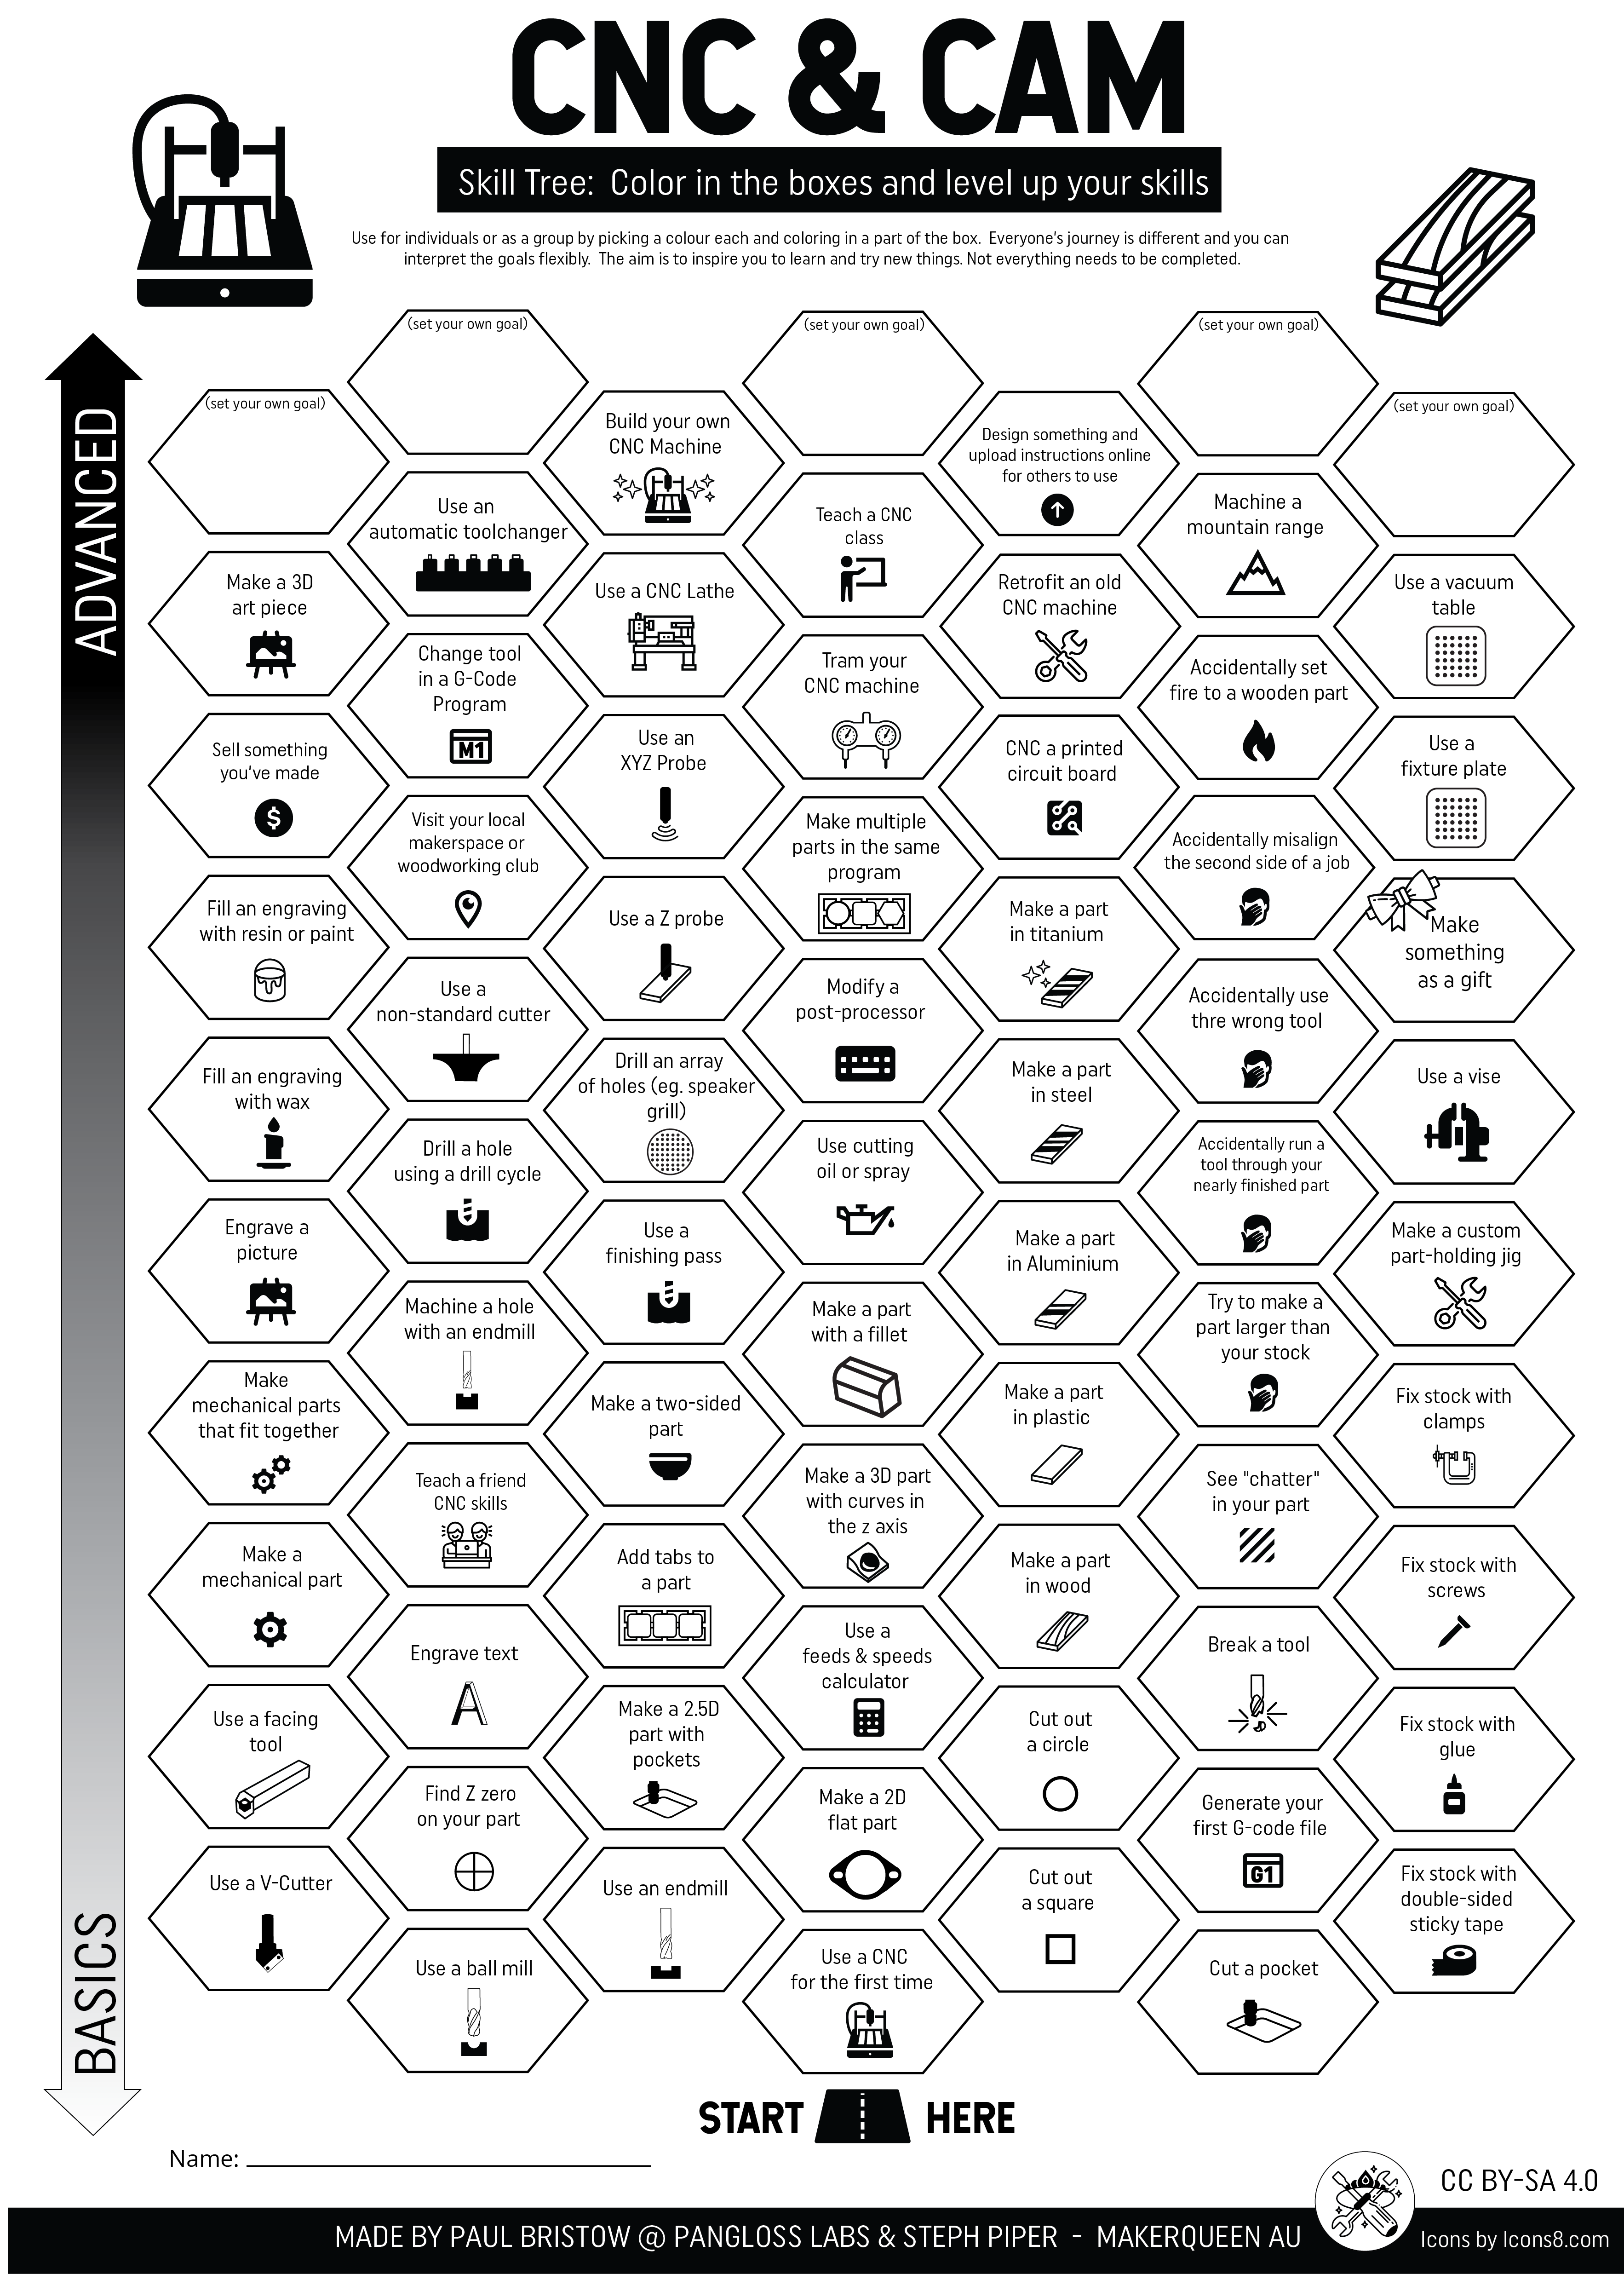 CNC & CAM
Skill Tree: Color in the boxes and level up your skills
Use for individuals or as a group by picking a colour each and coloring in a part of the box. Everyone's journey is different and you can
interpret the goals flexibly. The aim is to inspire you to learn and try new things. Not everything needs to be completed.
ADVANCED
BASICS
(set your own goal)
Make a 3D
art piece
Sell something
you've made
Fill an engraving
with resin or paint
Fill an engraving
with wax
Engrave a
picture
Make
mechanical parts
that fit together
Make a
mechanical part
Use a facing
tool
Use a V-Cutter
(set your own goal)
Use an
automatic toolchanger
Change tool
in a G-Code
Program
M1
Visit your local
makerspace or
woodworking club
Use a
non-standard cutter
Drill a hole
using a drill cycle
Machine a hole
with an endmill
Teach a friend
CNC skills
Engrave text
A
Find Z zero
on your part
Use a ball mill
Build your own
CNC Machine
Use a CNC Lathe
Use an
XYZ Probe
Use a Z probe
Drill an array
of holes (eg. speaker
grill)
Use a
finishing pass
Make a two-sided
part
Add tabs to
a part
Make a 2.5D
part with
pockets
Use an endmill
(set your own goal)
Teach a CNC
class
Tram your
CNC machine
Make multiple
parts in the same
program
Modify a
post-processor
Use cutting
oil or spray
Make a part
with a fillet
Make a 3D part
with curves in
the z axis
Use a
feeds & speeds
calculator
Make a 2D
flat part
Use a CNC
for the first time
Design something and
upload instructions online
for others to use
Retrofit an old
CNC machine
CNC a printed
circuit board
Make a part
in titanium
Make a part
in steel
Make a part
in Aluminium
Make a part
in plastic
Make a part
in wood
Cut out
a circle
Cut out
a square
(set your own goal)
Machine a
mountain range
Accidentally set
fire to a wooden part
Accidentally misalign
the second side of a job
Accidentally use
thre wrong tool
Accidentally run a
tool through your
nearly finished part
Try to make a
part larger than
your stock
See "chatter"
in your part
Break a tool
Generate your
first G-code file
G1
Cut a pocket
(set your own goal)
Use a vacuum
table
Use a
fixture plate
Make
something
as a gift
Use a vise
Make a custom
part-holding jig
Fix stock with
clamps
Fix stock with
screws
Fix stock with
glue
Fix stock with
double-sided
sticky tape
START HERE
Name:
CC BY-SA 4.0
MADE BY PAUL BRISTOW @ PANGLOSS LABS & STEPH PIPER - MAKERQUEEN AU
Icons by Icons8.com